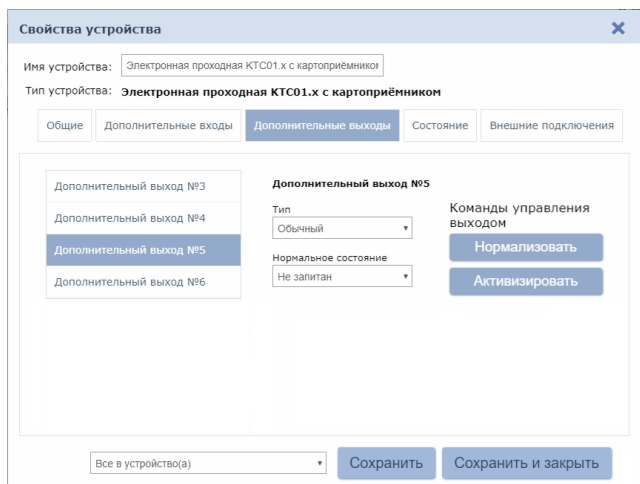 Свойства устройства
Имя устройства: Электронная проходная КТС01.x с картоприёмником
Тип устройства: Электронная проходная КТС01.x с картоприёмником
Общие Дополнительные входы Дополнительные выходы Состояние Внешние подключения
Дополнительный выход №3
Дополнительный выход №4
Дополнительный выход №5
Дополнительный выход №6
Дополнительный выход №5
Тип
Обычный
Нормальное состояние
Не запитан
Команды управления
выходом
Нормализовать
Активизировать
Все в устройство(а) Сохранить Сохранить и закрыть